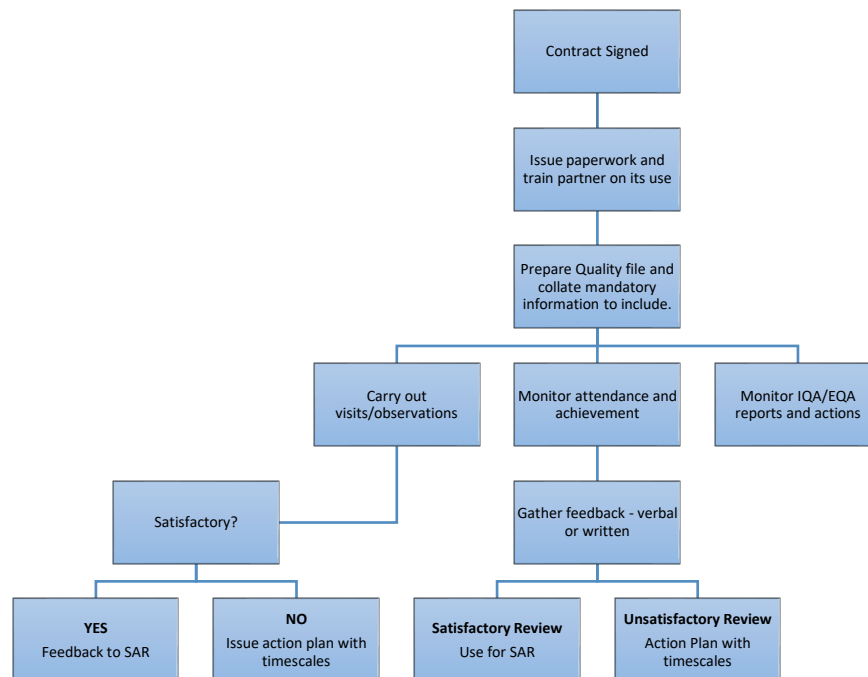 Contract Signed
Issue paperwork and
train partner on its use
Prepare Quality file and
collate mandatory
information to include.
Carry out
visits/observations
Monitor attendance and
achievement
Monitor IQA/EQA
reports and actions
Satisfactory?
Gather feedback - verbal
or written
YES
Feedback to SAR
NO
Issue action plan with
timescales
Satisfactory Review
Use for SAR
Unsatisfactory Review
Action Plan with
timescales